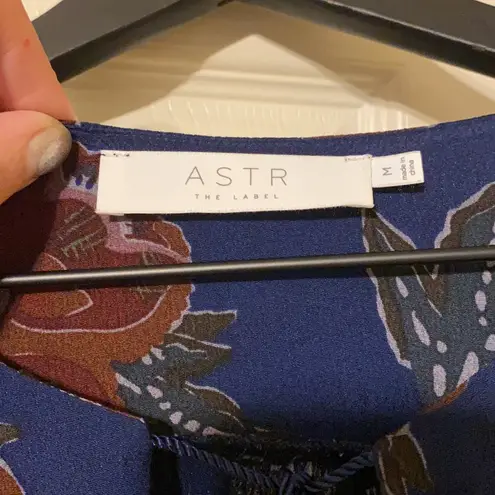 ASTR
THE LABEL
M
made in
china